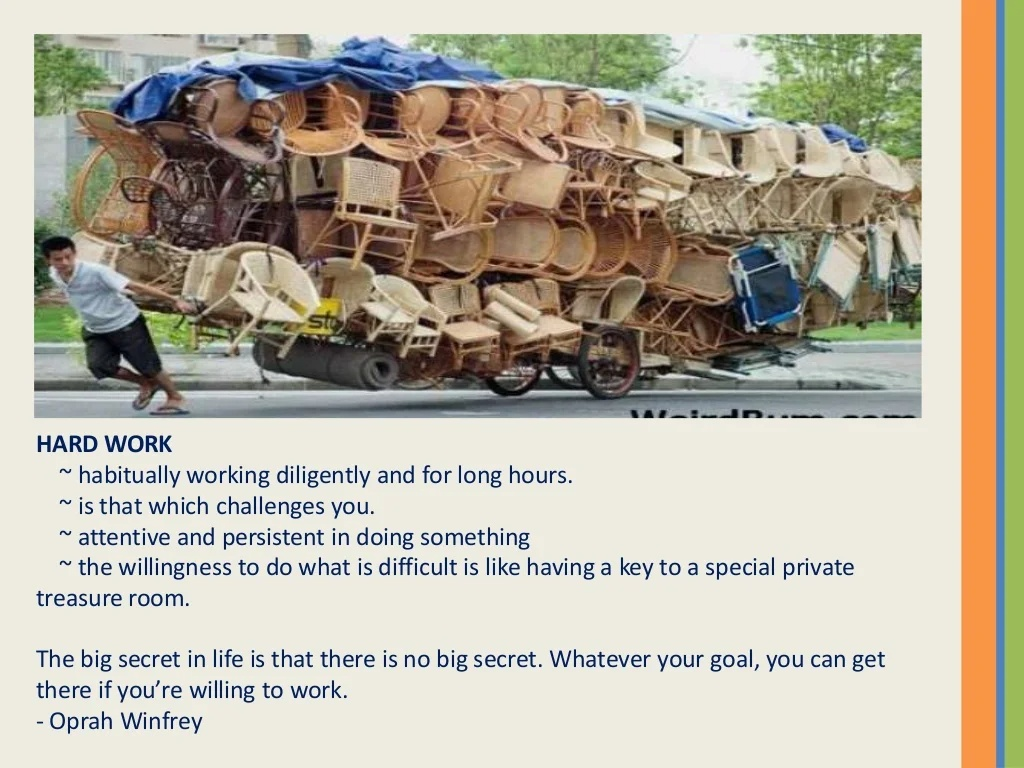 st
WeirdBum.com
HARD WORK
~ habitually working diligently and for long hours.
~ is that which challenges you.
~ attentive and persistent in doing something
~ the willingness to do what is difficult is like having a key to a special private
treasure room.
The big secret in life is that there is no big secret. Whatever your goal, you can get
there if you’re willing to work.
- Oprah Winfrey